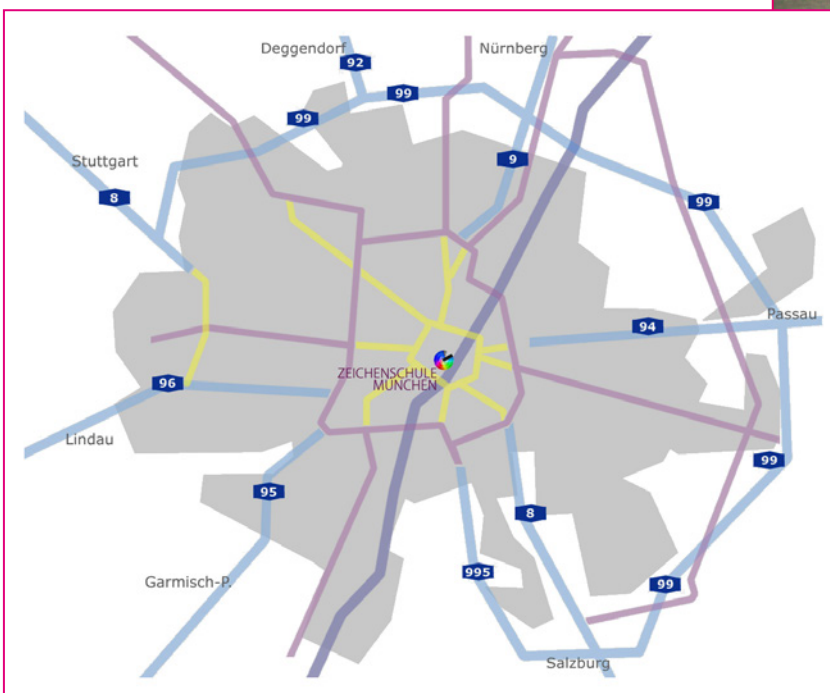 Deggendorf
Nürnberg
92
99
99
Stuttgart
9
8
99
Passau
94
ZEICHENSCHULE
MÜNCHEN
96
Lindau
99
95
8
995
99
Garmisch-P.
Salzburg